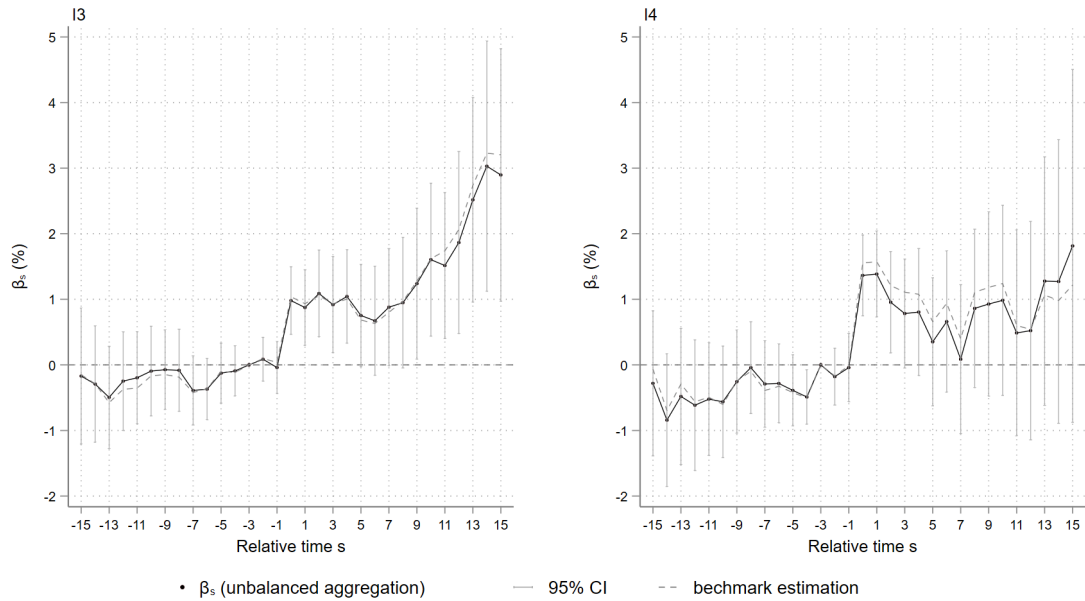 I3
5
4
3
2
1
0
-1
-2
βₛ (%)
-15 -13 -11 -9 -7 -5 -3 -1 1 3 5 7 9 11 13 15
Relative time s
I4
5
4
3
2
1
0
-1
-2
βₛ (%)
-15 -13 -11 -9 -7 -5 -3 -1 1 3 5 7 9 11 13 15
Relative time s
βₛ (unbalanced aggregation) 95% CI bechmark estimation